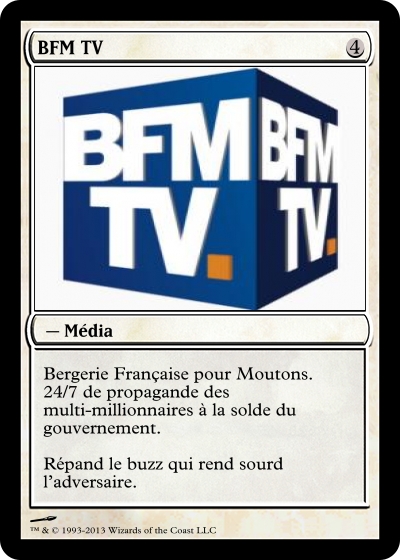 BFM TV 4
BFM
TV.
BFM
TV.
— Média
Bergerie Française pour Moutons.
24/7 de propagande des
multi-millionnaires à la solde du
gouvernement.
Répand le buzz qui rend sourd
l'adversaire.
™ & © 1993-2013 Wizards of the Coast LLC